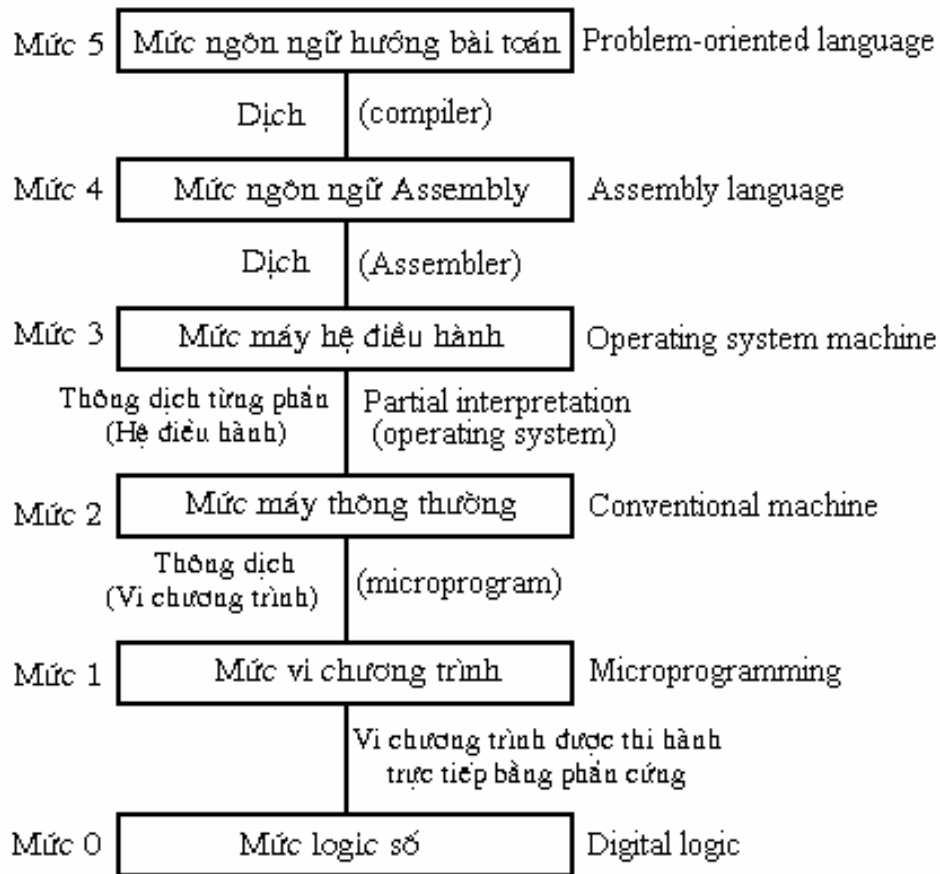 Mức 5 Mức ngôn ngữ hướng bài toán Problem-oriented language
Dịch (compiler)
Mức 4 Mức ngôn ngữ Assembly Assembly language
Dịch (Assembler)
Mức 3 Mức máy hệ điều hành Operating system machine
Thông dịch từng phần Partial interpretation
(Hệ điều hành) (operating system)
Mức 2 Mức máy thông thường Conventional machine
Thông dịch
(Vi chương trình) (microprogram)
Mức 1 Mức vi chương trình Microprogramming
Vi chương trình được thi hành
trực tiếp bằng phần cứng
Mức 0 Mức logic số Digital logic